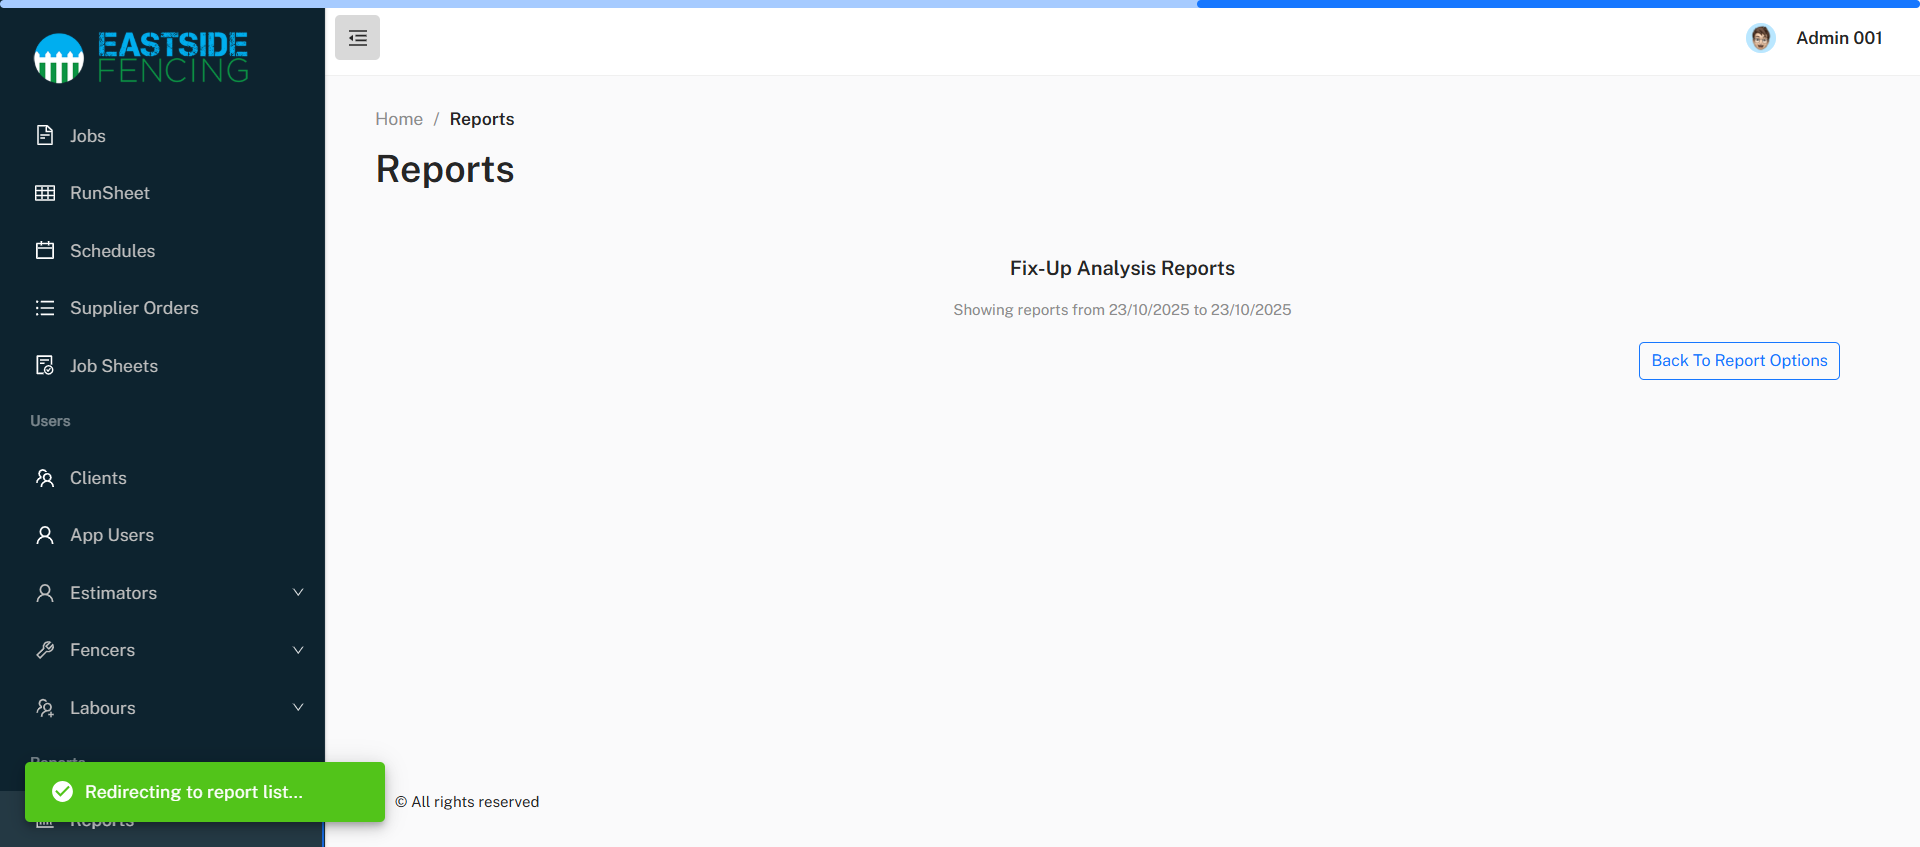 EASTSIDE
FENCING
Admin 001
Jobs
RunSheet
Schedules
Supplier Orders
Job Sheets
Users
Clients
App Users
Estimators
Fencers
Labours
Reports
Redirecting to report list...
Reports
Home / Reports
Reports
Fix-Up Analysis Reports
Showing reports from 23/10/2025 to 23/10/2025
Back To Report Options
© All rights reserved